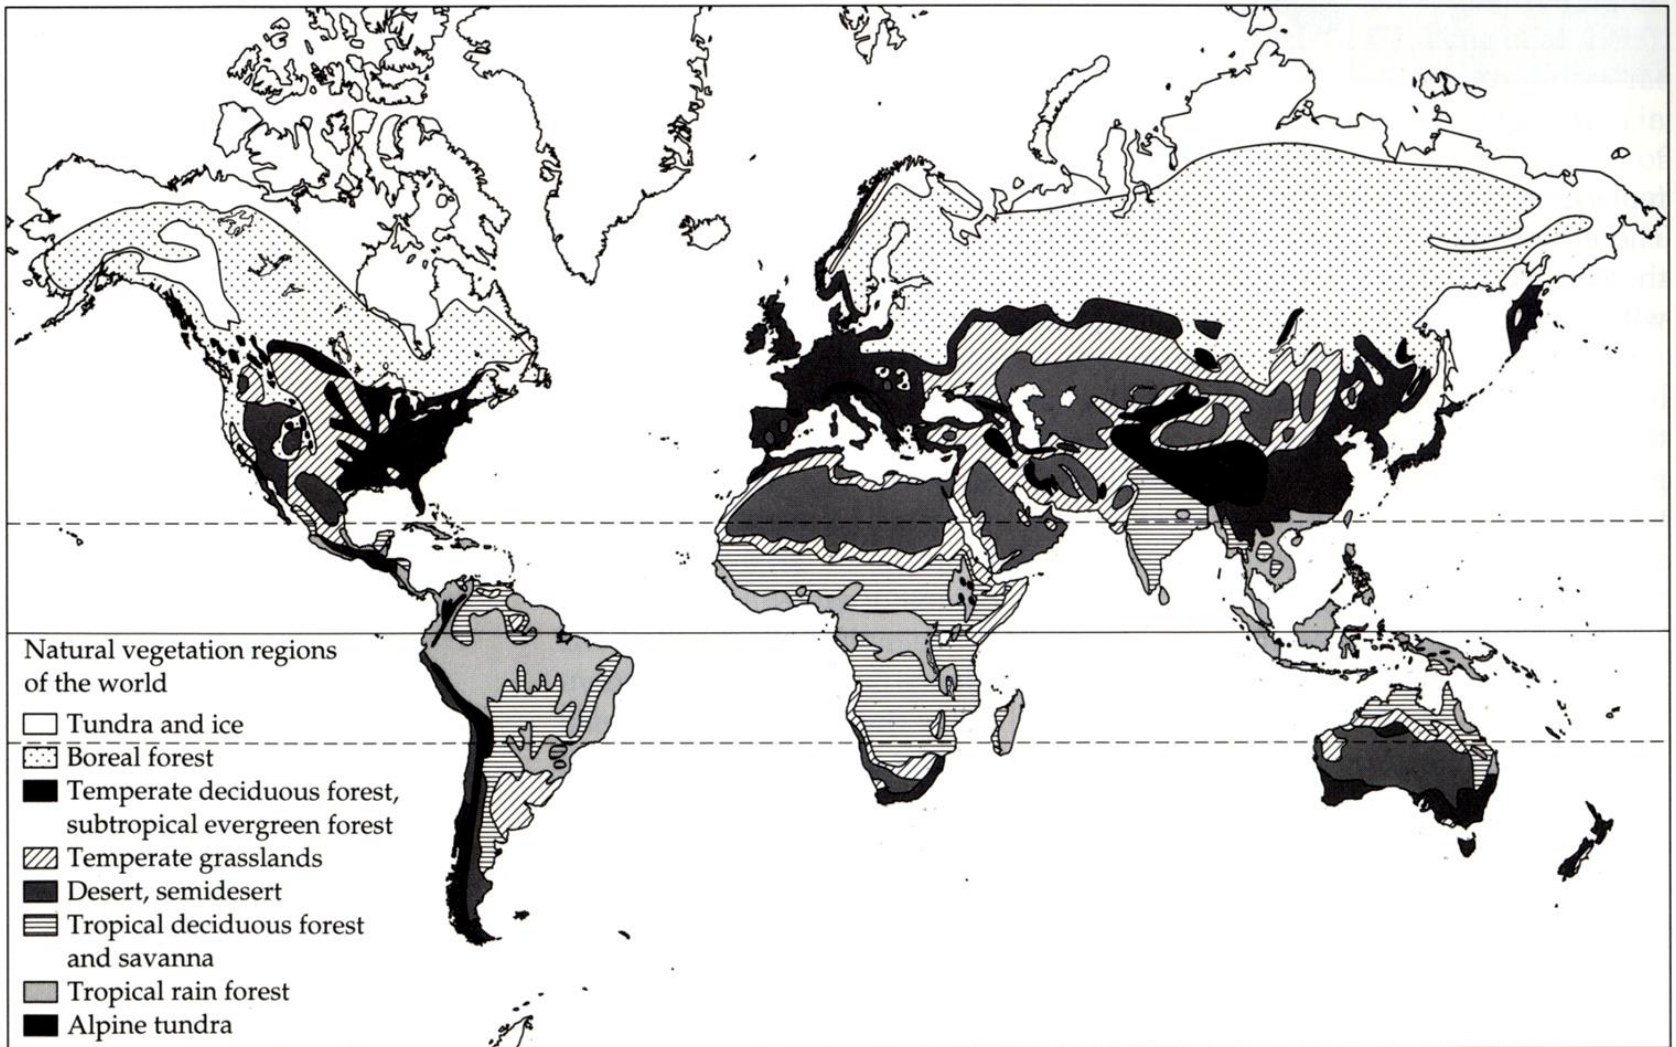 Natural vegetation regions
of the world
Tundra and ice
Boreal forest
Temperate deciduous forest,
subtropical evergreen forest
Temperate grasslands
Desert, semidesert
Tropical deciduous forest
and savanna
Tropical rain forest
Alpine tundra